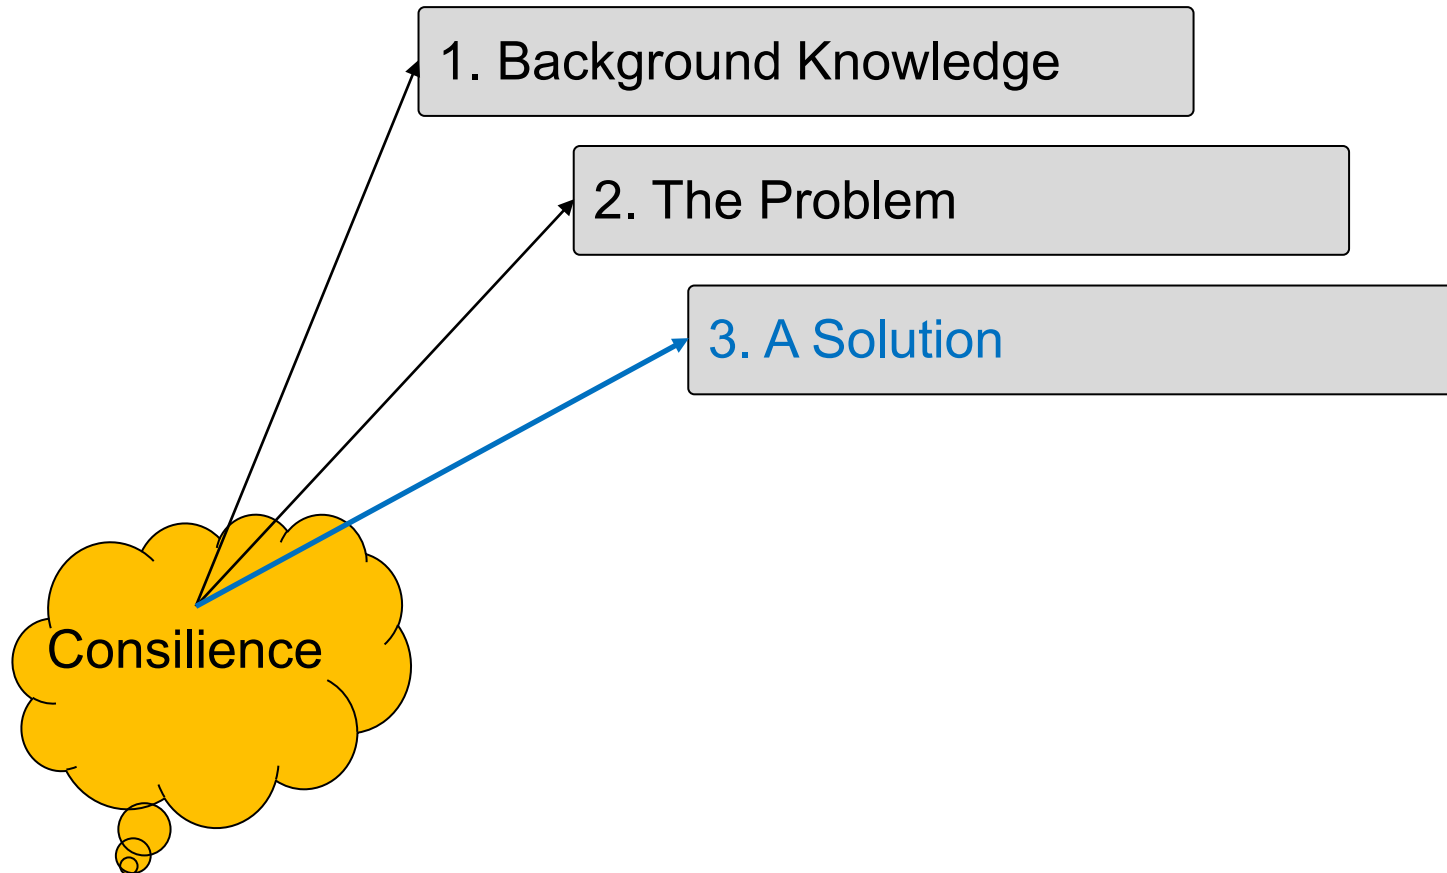 1. Background Knowledge
2. The Problem
3. A Solution
Consilience